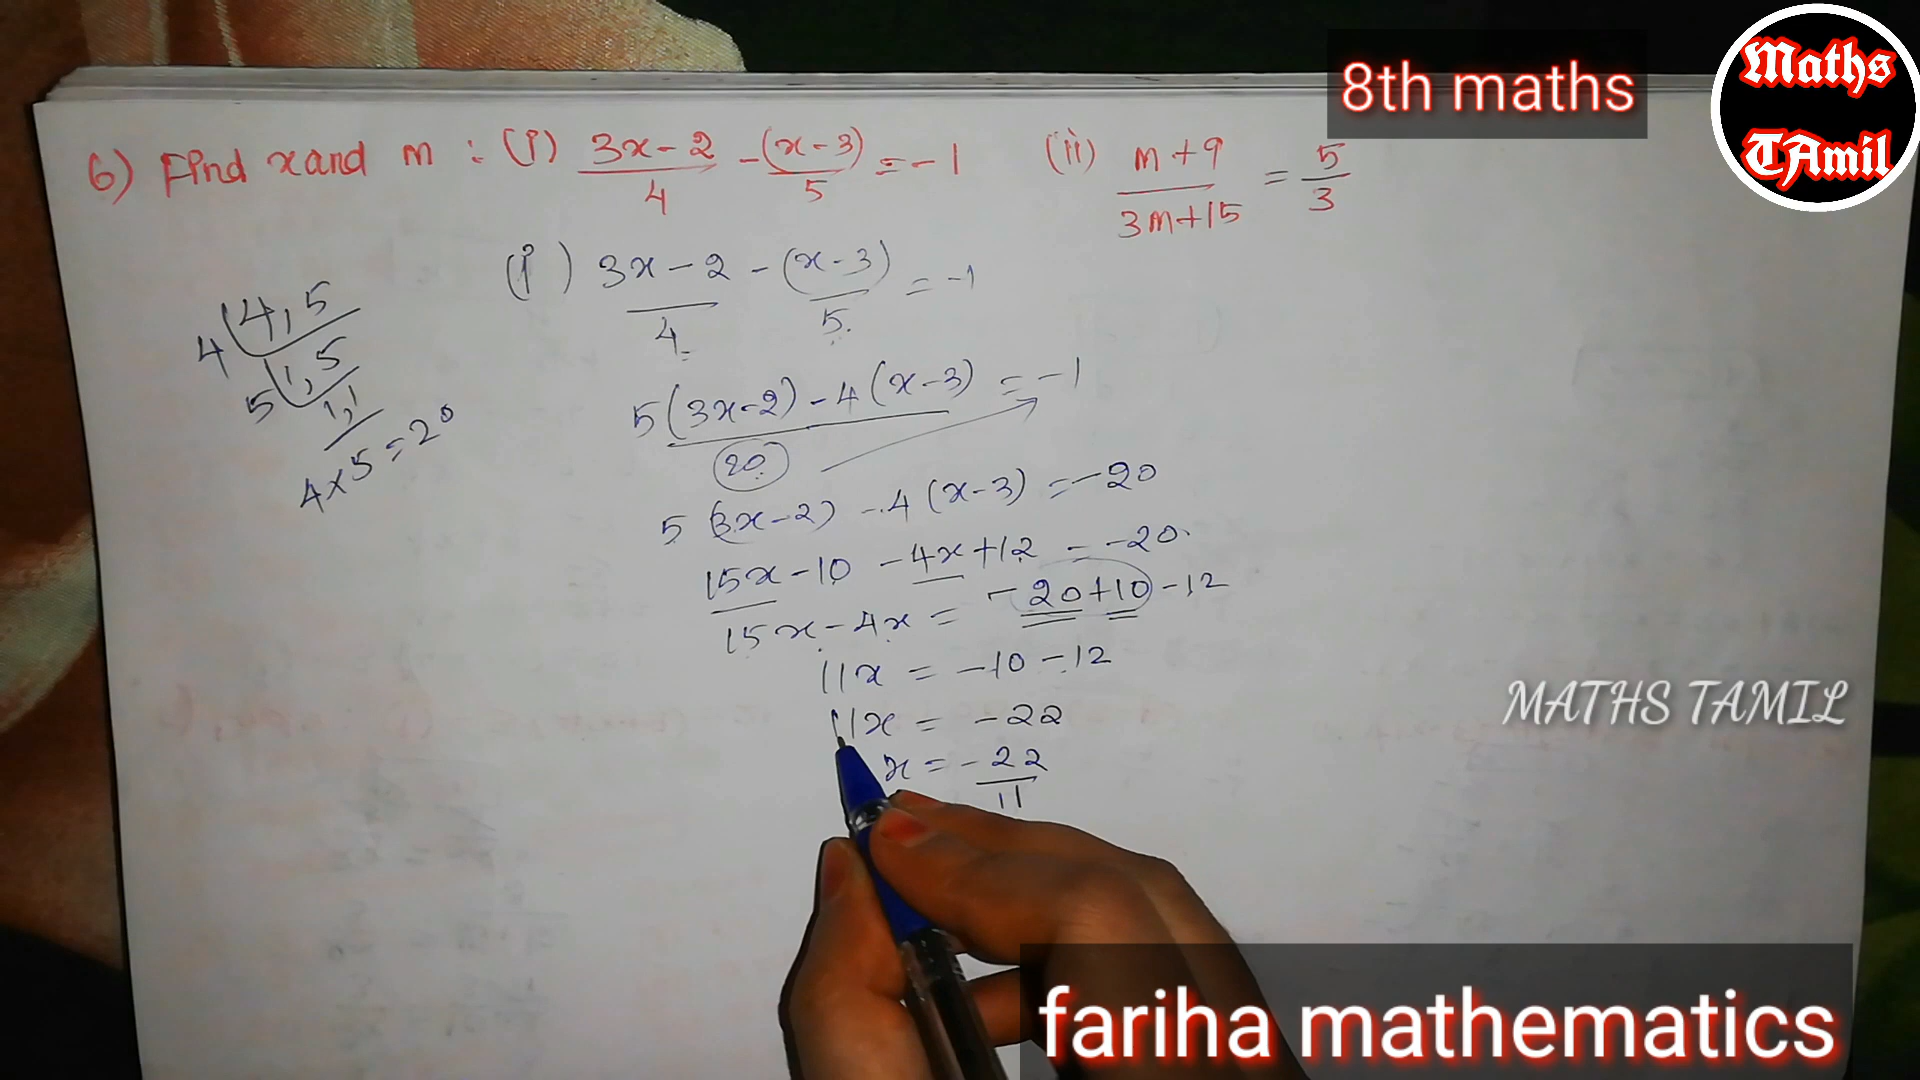 8th maths
Maths
TAmil
6) Find x and m : (i) 3x-2/4 - (x-3)/5 = -1 (ii) m+9/3m+15 = 5/3
(i) 3x-2/4 - (x-3)/5 = -1
4 | 4, 5
5 | 1, 5
1, 1
4×5=20
5(3x-2) - 4(x-3)/20 = -1
5(3x-2) - 4(x-3) = -20
15x-10 -4x+12 = -20
15x-4x = -20+10-12
11x = -10-12
11x = -22
x = -22/11
MATHS TAMIL
fariha mathematics